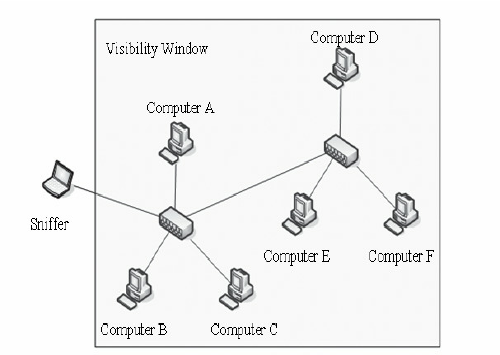 Computer D
Visibility Window
Computer A
Sniffer
Computer E
Computer F
Computer B
Computer C